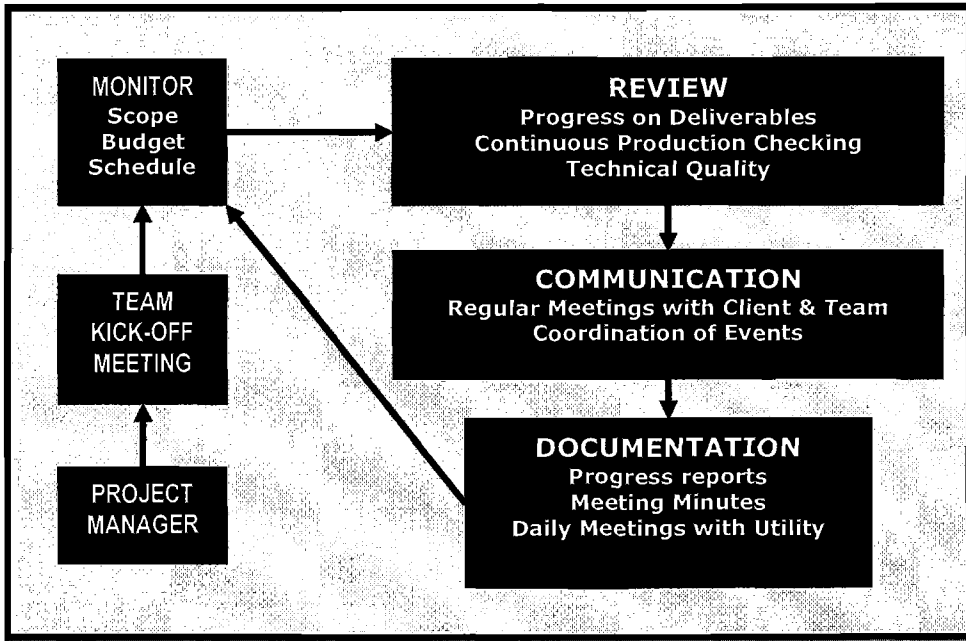 MONITOR
Scope
Budget
Schedule
REVIEW
Progress on Deliverables
Continuous Production Checking
Technical Quality
TEAM
KICK-OFF
MEETING
COMMUNICATION
Regular Meetings with Client & Team
Coordination of Events
PROJECT
MANAGER
DOCUMENTATION
Progress reports
Meeting Minutes
Daily Meetings with Utility